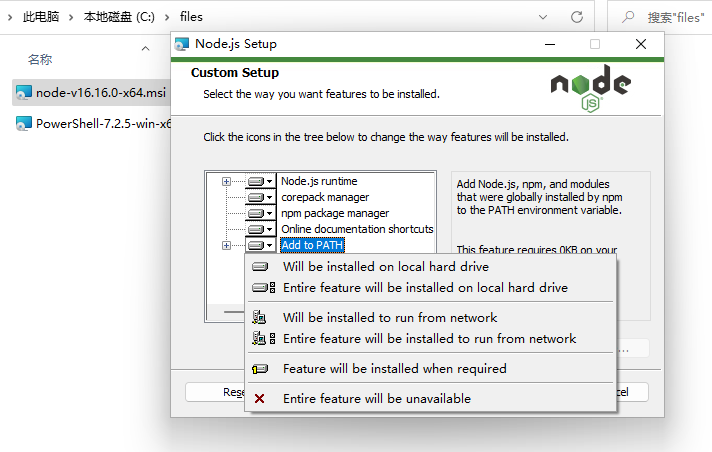 此电脑 > 本地磁盘 (C:) > files
搜索"files"
名称
node-v16.16.0-x64.msi
PowerShell-7.2.5-win-x6
Node.js Setup
Custom Setup
Select the way you want features to be installed.
node
JS
Click the icons in the tree below to change the way features will be installed.
Node.js runtime
corepack manager
npm package manager
Online documentation shortcuts
Add to PATH
Add Node.js, npm, and modules
that were globally installed by npm
to the PATH environment variable.
This feature requires 0KB on your
Will be installed on local hard drive
Entire feature will be installed on local hard drive
Will be installed to run from network
Entire feature will be installed to run from network
Feature will be installed when required
Entire feature will be unavailable
...
Rese
cel